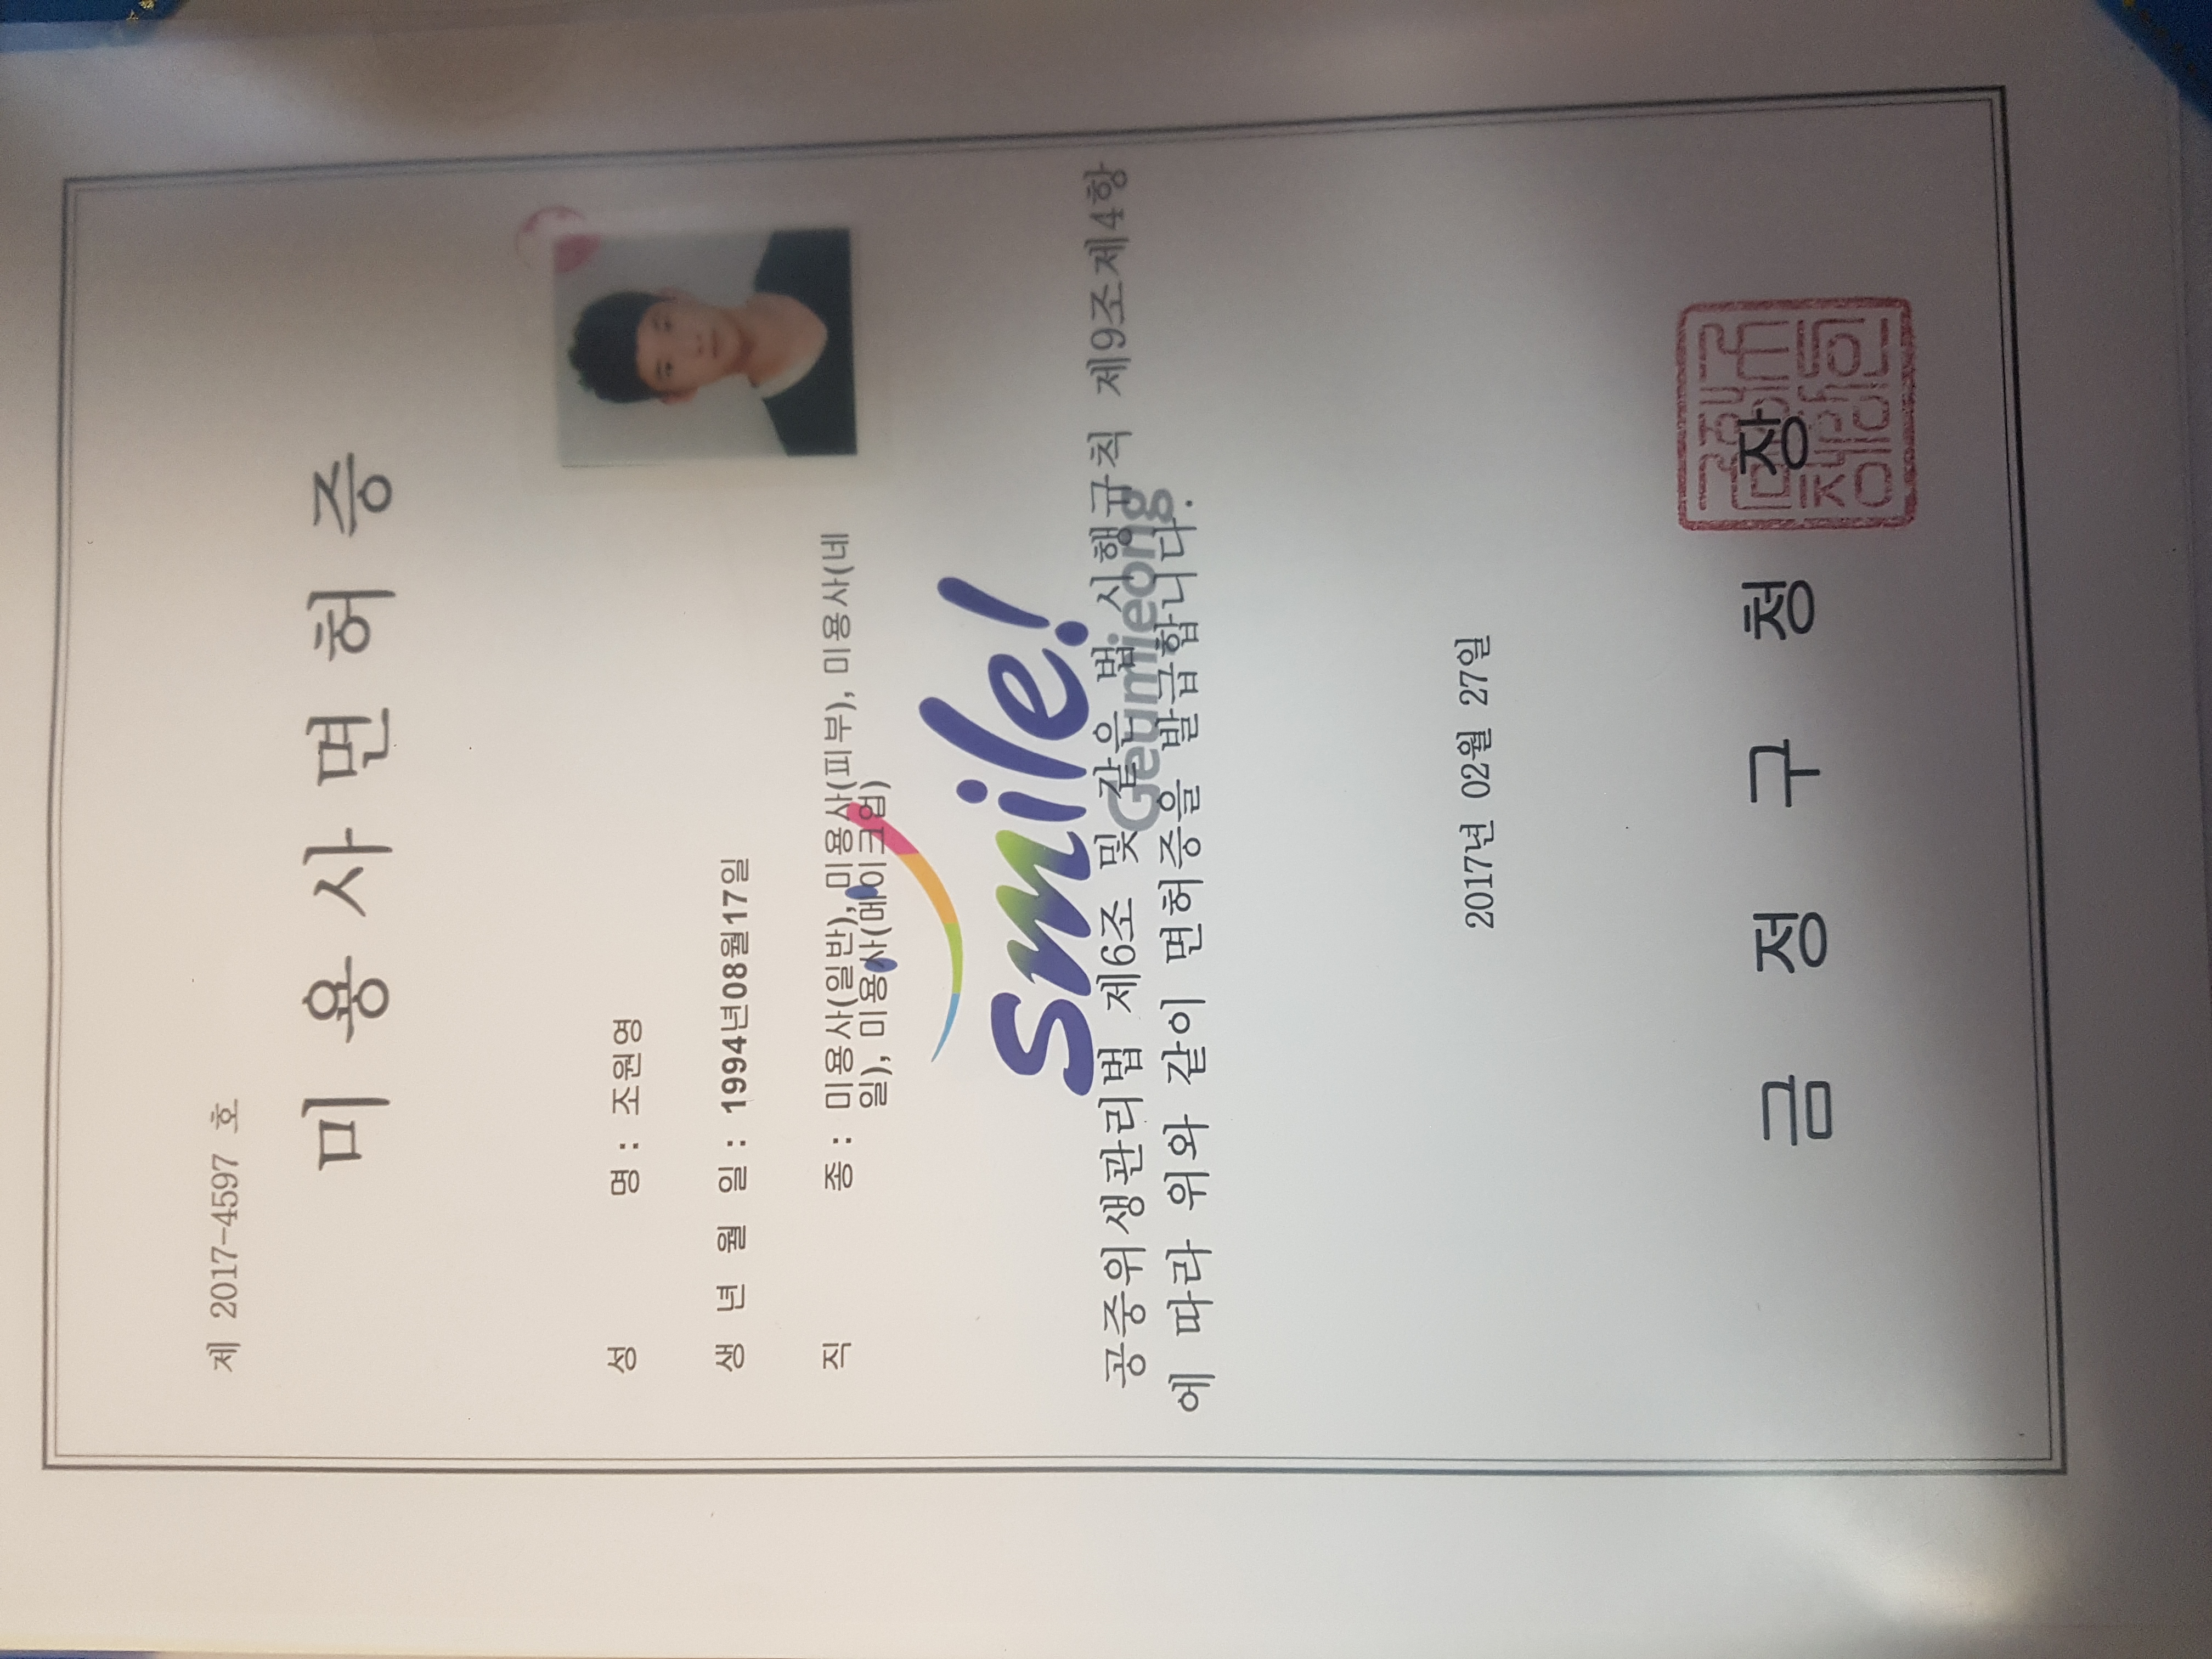 제 2017-4597 호
미 용 사 면 허 증
성 명 : 조원영
생 년 월 일 : 1994년08월17일
직 종 : 미용사(일반), 미용사(피부), 미용사(네
일), 미용사(메이크업)
Smile!
Geumjeong
공중위생관리법 제6조 및 같은 법 시행규칙 제9조제4항
에 따라 위와 같이 면허증을 발급합니다.
2017년 02월 27일
금 정 구 청 장